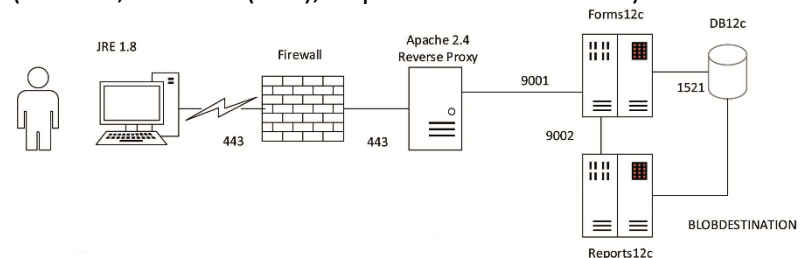 JRE 1.8
Firewall
Apache 2.4
Reverse Proxy
Forms12c
DB12c
443
443
9001
1521
9002
BLOBDESTINATION
Reports12c